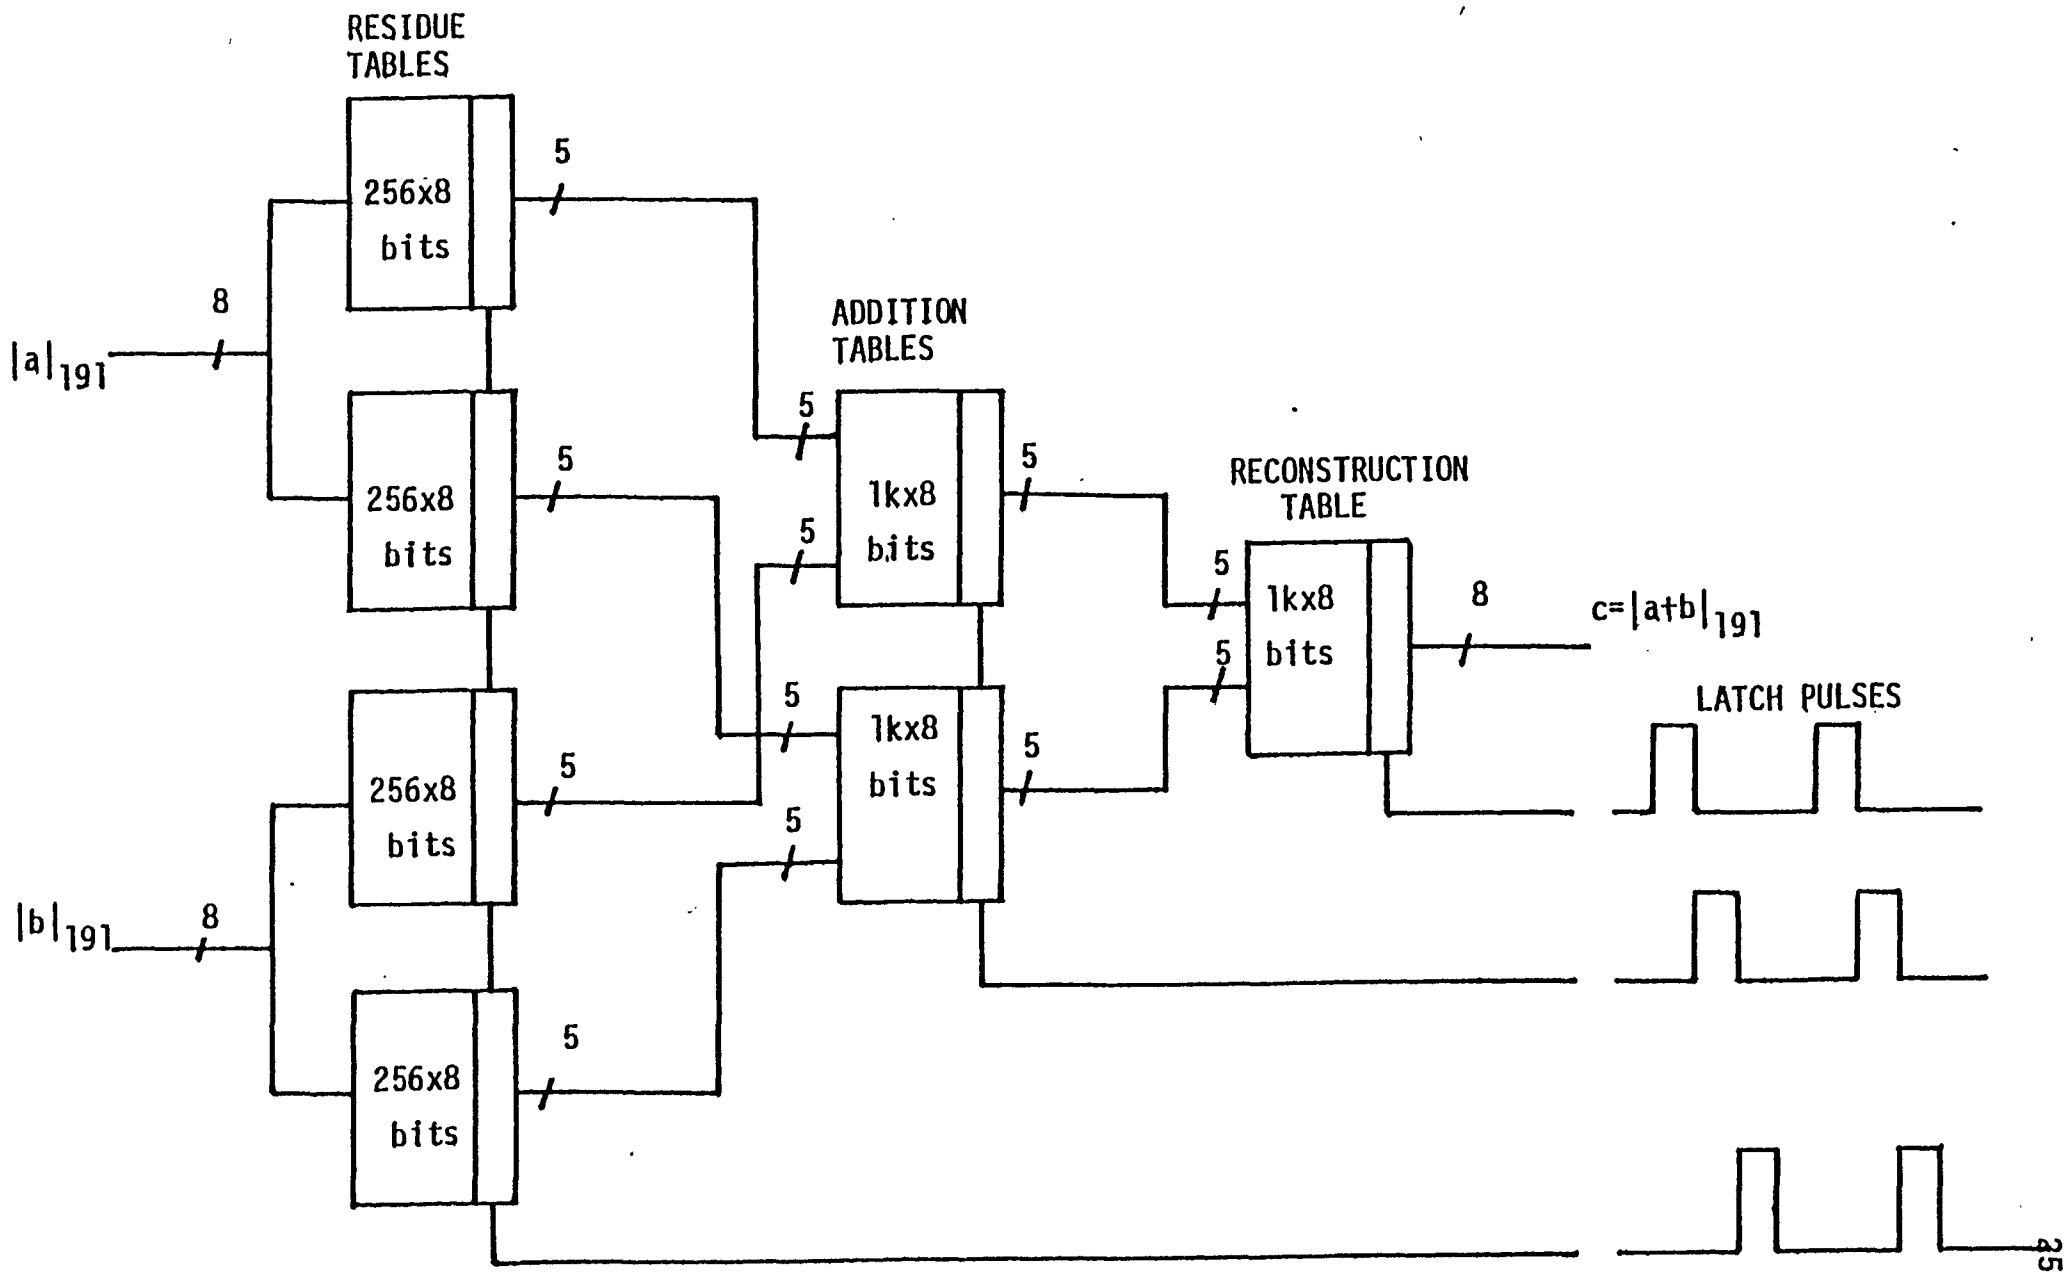 RESIDUE
TABLES
256x8
bits
5
8
|a|191
256x8
bits
5
256x8
bits
5
|b|191
8
256x8
bits
5
ADDITION
TABLES
5
5
1kx8
bits
5
5
5
1kx8
bits
5
RECONSTRUCTION
TABLE
5
5
1kx8
bits
8
c=|a+b|191
LATCH PULSES
25